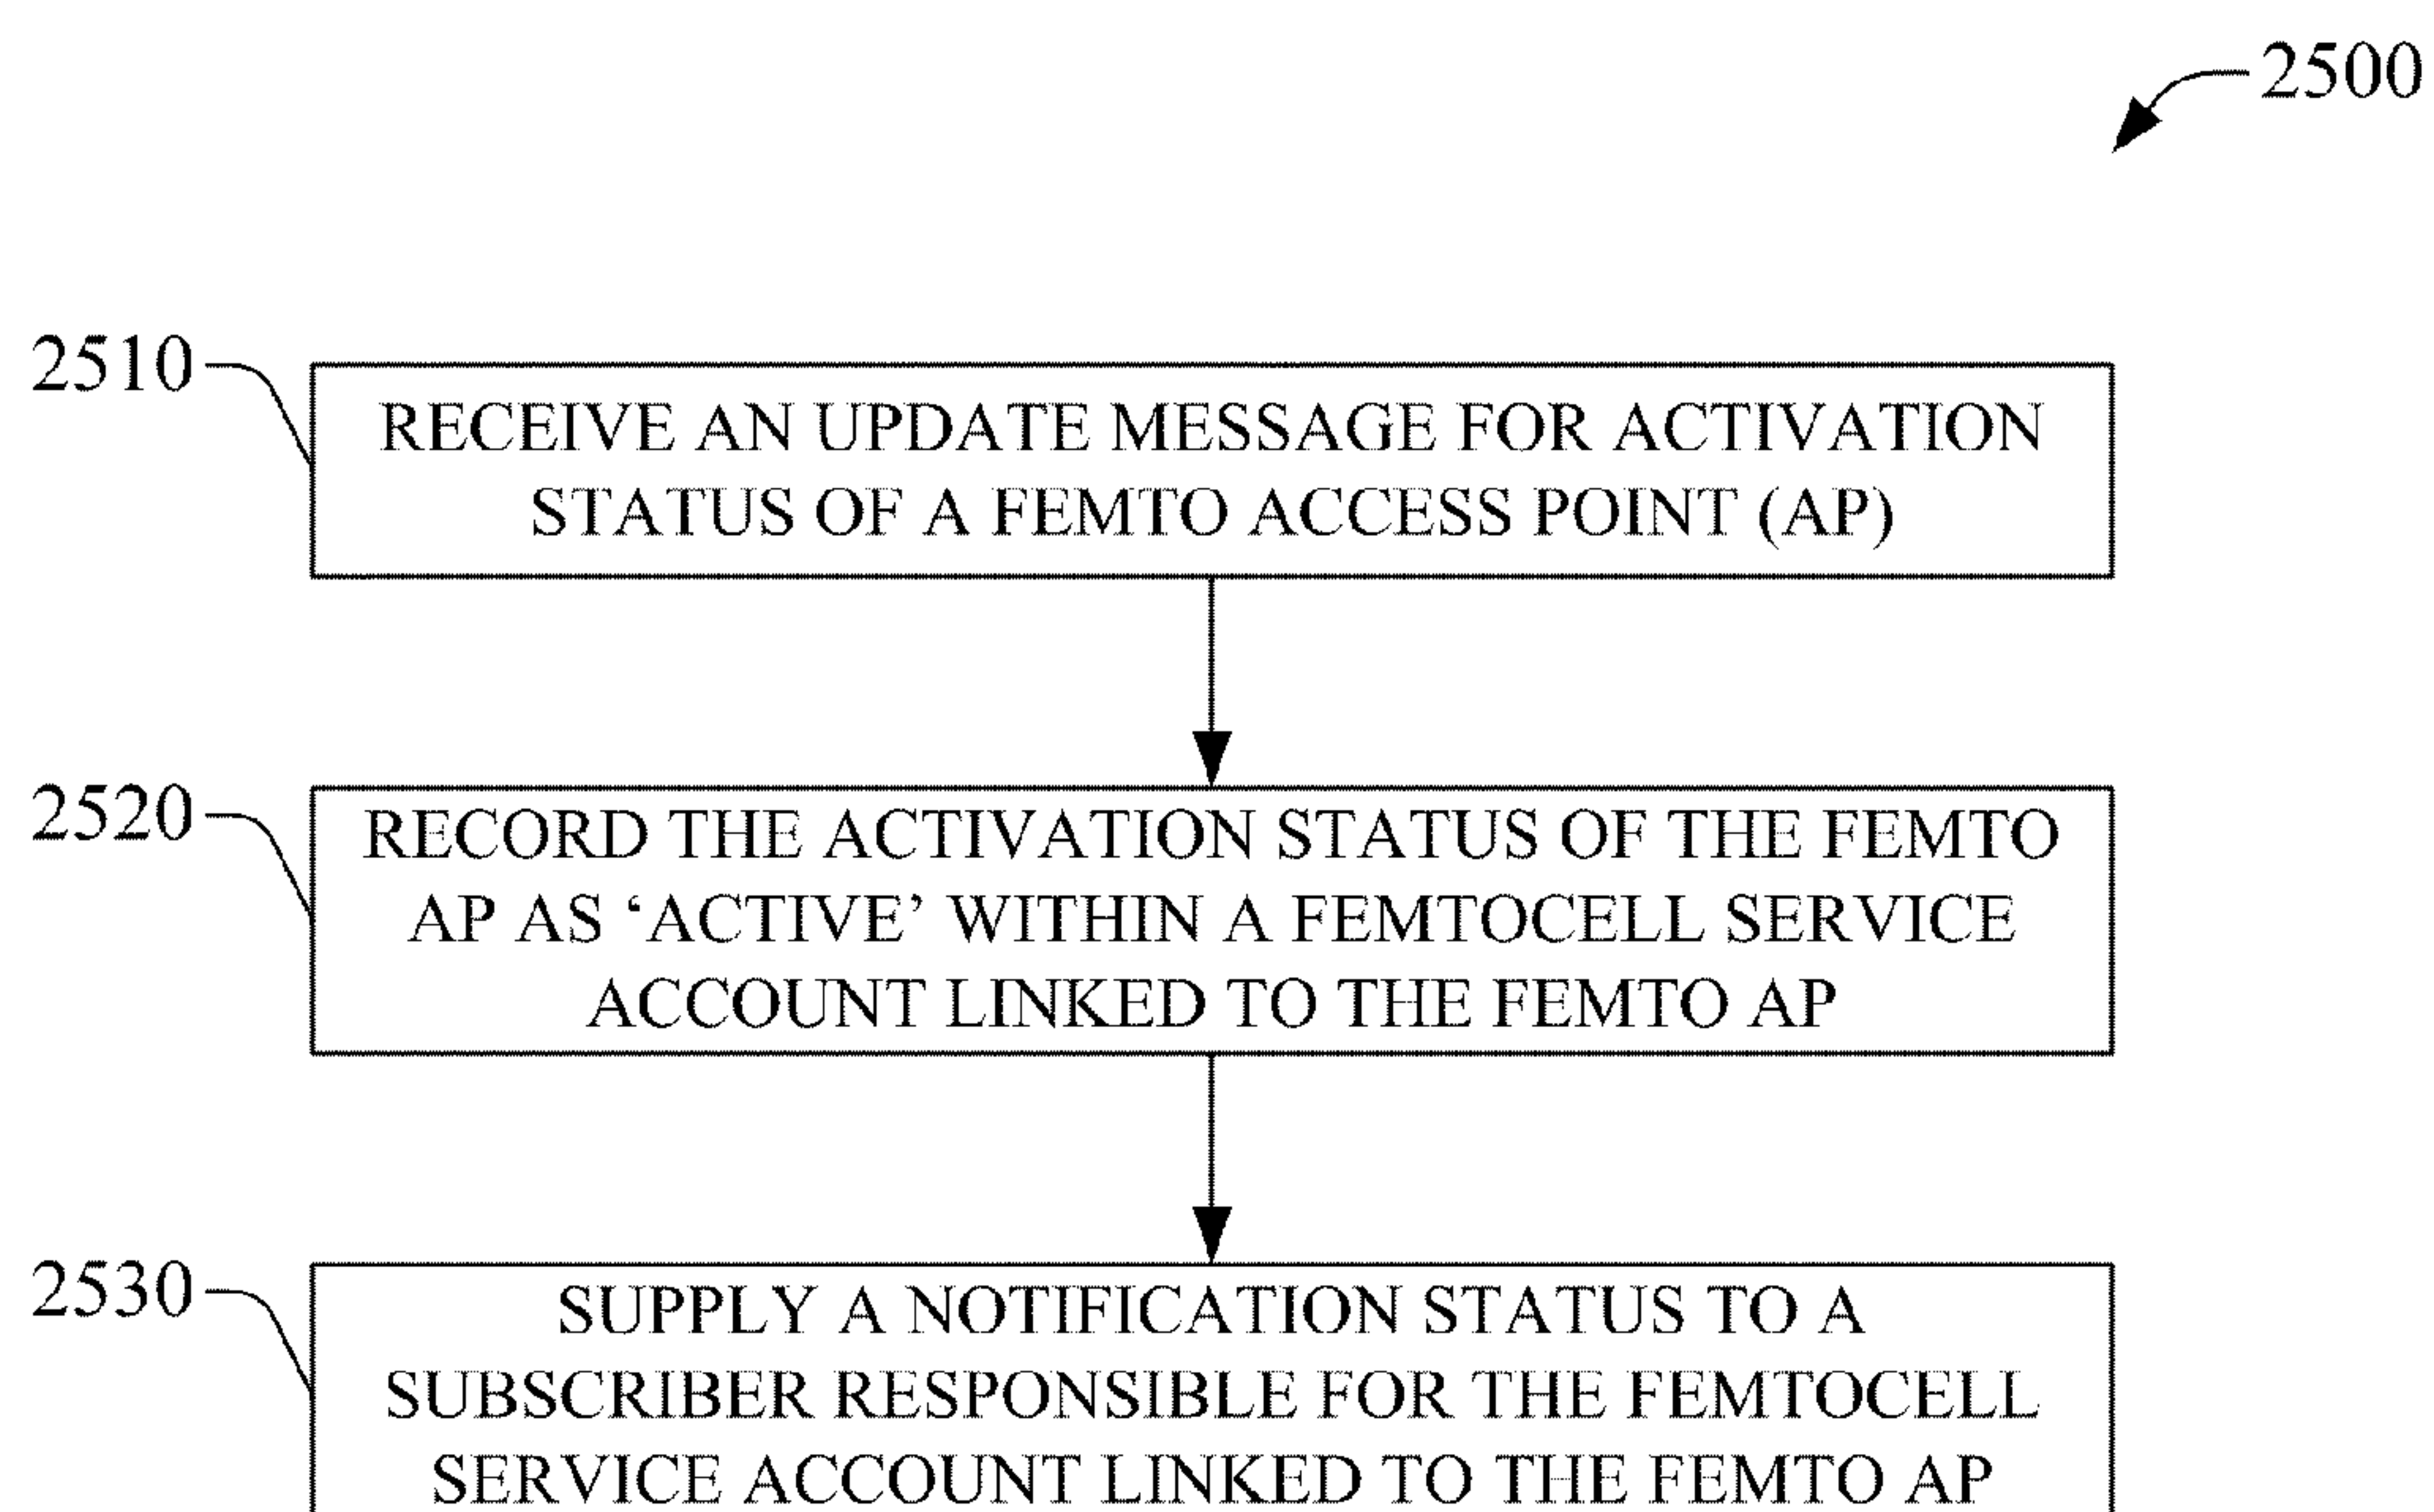 2500
2510
RECEIVE AN UPDATE MESSAGE FOR ACTIVATION
STATUS OF A FEMTO ACCESS POINT (AP)
2520
RECORD THE ACTIVATION STATUS OF THE FEMTO
AP AS ‘ACTIVE’ WITHIN A FEMTOCELL SERVICE
ACCOUNT LINKED TO THE FEMTO AP
2530
SUPPLY A NOTIFICATION STATUS TO A
SUBSCRIBER RESPONSIBLE FOR THE FEMTOCELL
SERVICE ACCOUNT LINKED TO THE FEMTO AP